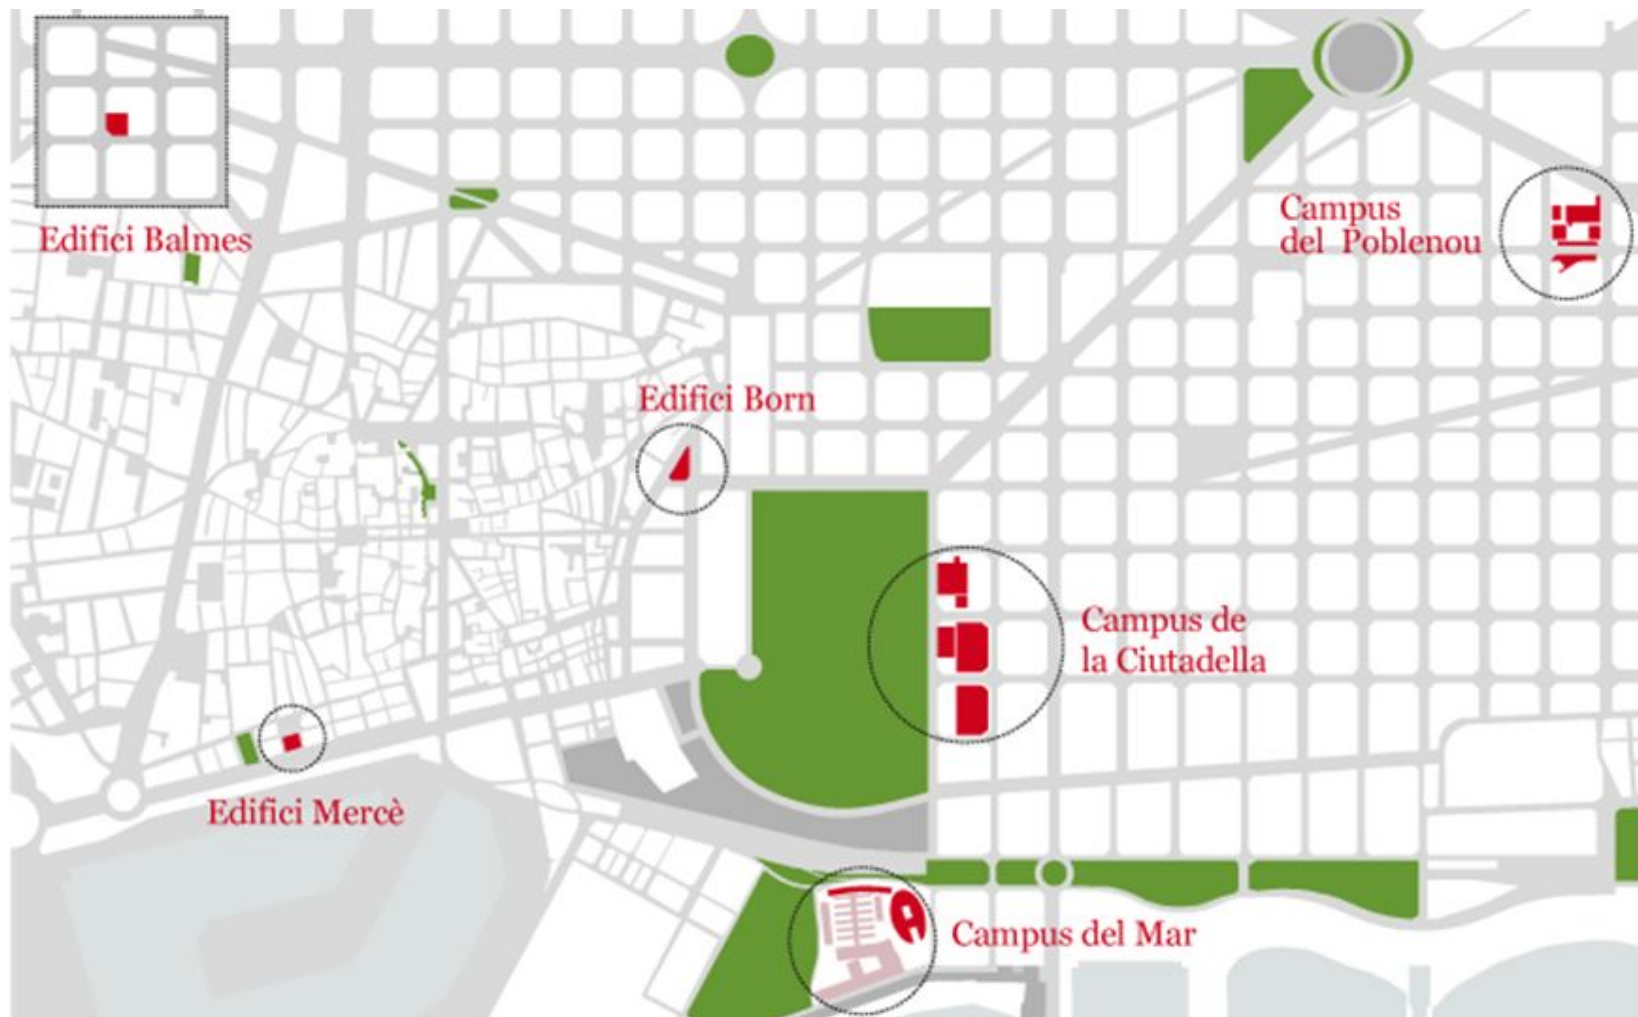 Edifici Balmes
Campus
del Poblenou
Edifici Born
Campus de
la Ciutadella
Edifici Mercè
Campus del Mar